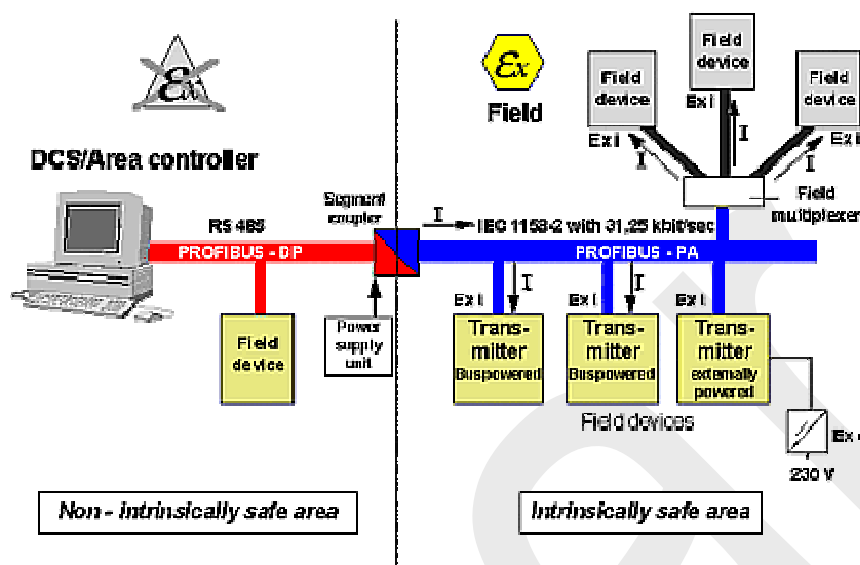 Ex
Ex
Field
DCS/Area controller
Field
device
Field
device
Field
device
Ex i
Ex i
Ex i
I
I
I
Field
multiplexer
Segment
coupler
I
RS 485
IEC 1158-2 with 31,25 kbit/sec
PROFIBUS - DP
PROFIBUS - PA
Ex i
I
Ex i
I
Ex i
Field
device
Power
supply
unit
Trans-
mitter
Buspowered
Trans-
mitter
Buspowered
Trans-
mitter
externally
powered
Field devices
Ex
230 V
Non - intrinsically safe area
Intrinsically safe area